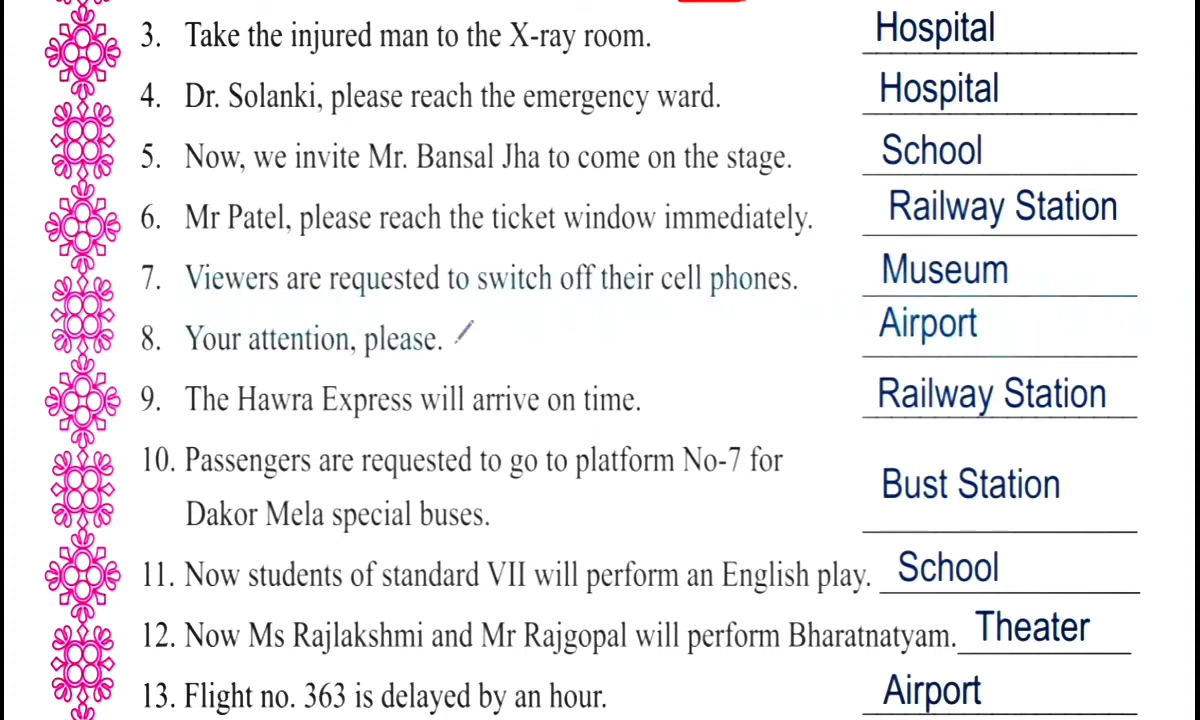 3. Take the injured man to the X-ray room. Hospital
4. Dr. Solanki, please reach the emergency ward. Hospital
5. Now, we invite Mr. Bansal Jha to come on the stage. School
6. Mr Patel, please reach the ticket window immediately. Railway Station
7. Viewers are requested to switch off their cell phones. Museum
8. Your attention, please. Airport
9. The Hawra Express will arrive on time. Railway Station
10. Passengers are requested to go to platform No-7 for
Dakor Mela special buses. Bust Station
11. Now students of standard VII will perform an English play. School
12. Now Ms Rajlakshmi and Mr Rajgopal will perform Bharatnatyam. Theater
13. Flight no. 363 is delayed by an hour. Airport